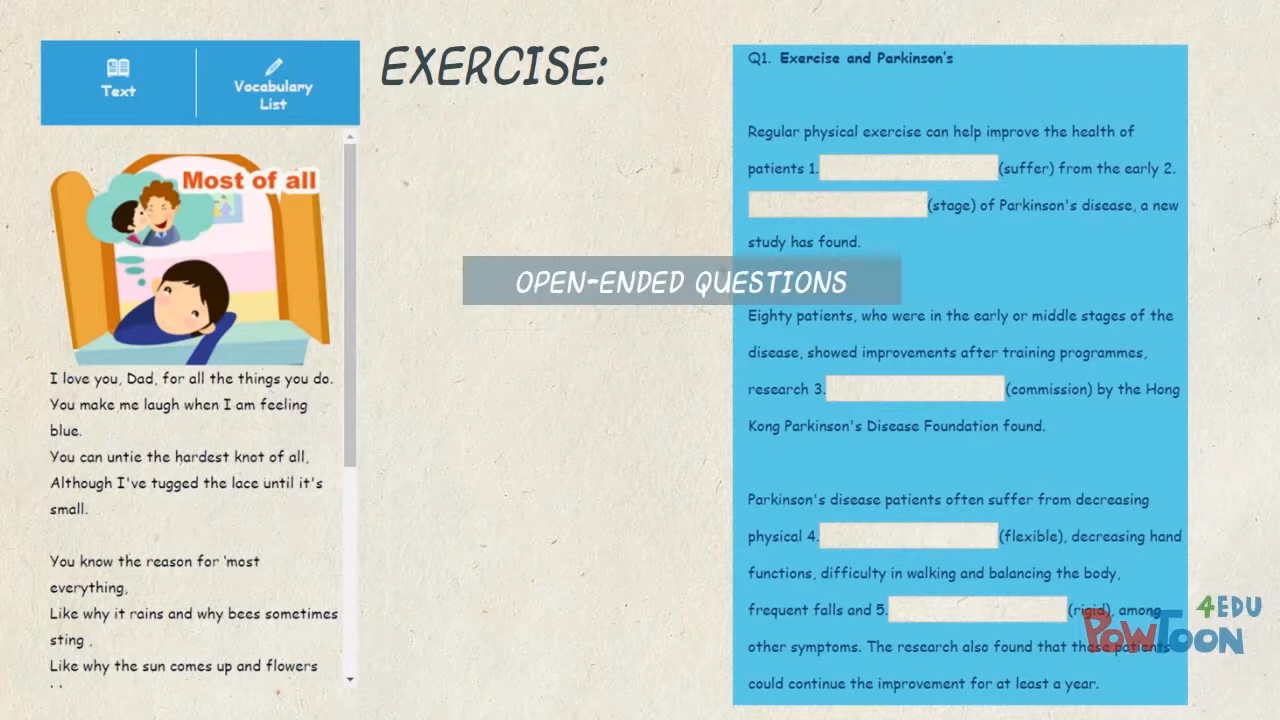 Text
Vocabulary
List
Most of all
I love you, Dad, for all the things you do.
You make me laugh when I am feeling
blue.
You can untie the hardest knot of all,
Although I've tugged the lace until it's
small.
You know the reason for 'most
everything,
Like why it rains and why bees sometimes
sting ,
Like why the sun comes up and flowers
EXERCISE:
OPEN-ENDED QUESTIONS
Q1. Exercise and Parkinson's
Regular physical exercise can help improve the health of
patients 1. (suffer) from the early 2.
(stage) of Parkinson's disease, a new
study has found.
Eighty patients, who were in the early or middle stages of the
disease, showed improvements after training programmes,
research 3. (commission) by the Hong
Kong Parkinson's Disease Foundation found.
Parkinson's disease patients often suffer from decreasing
physical 4. (flexible), decreasing hand
functions, difficulty in walking and balancing the body,
frequent falls and 5. (rigid), among
other symptoms. The research also found that these patients
could continue the improvement for at least a year.
4EDU
POWTOON